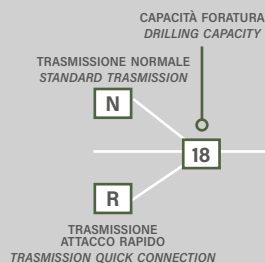 CAPACITÀ FORATURA
DRILLING CAPACITY
TRASMISSIONE NORMALE
STANDARD TRASMISSION
N
18
R
TRASMISSIONE
ATTACCO RAPIDO
TRASMISSION QUICK CONNECTION